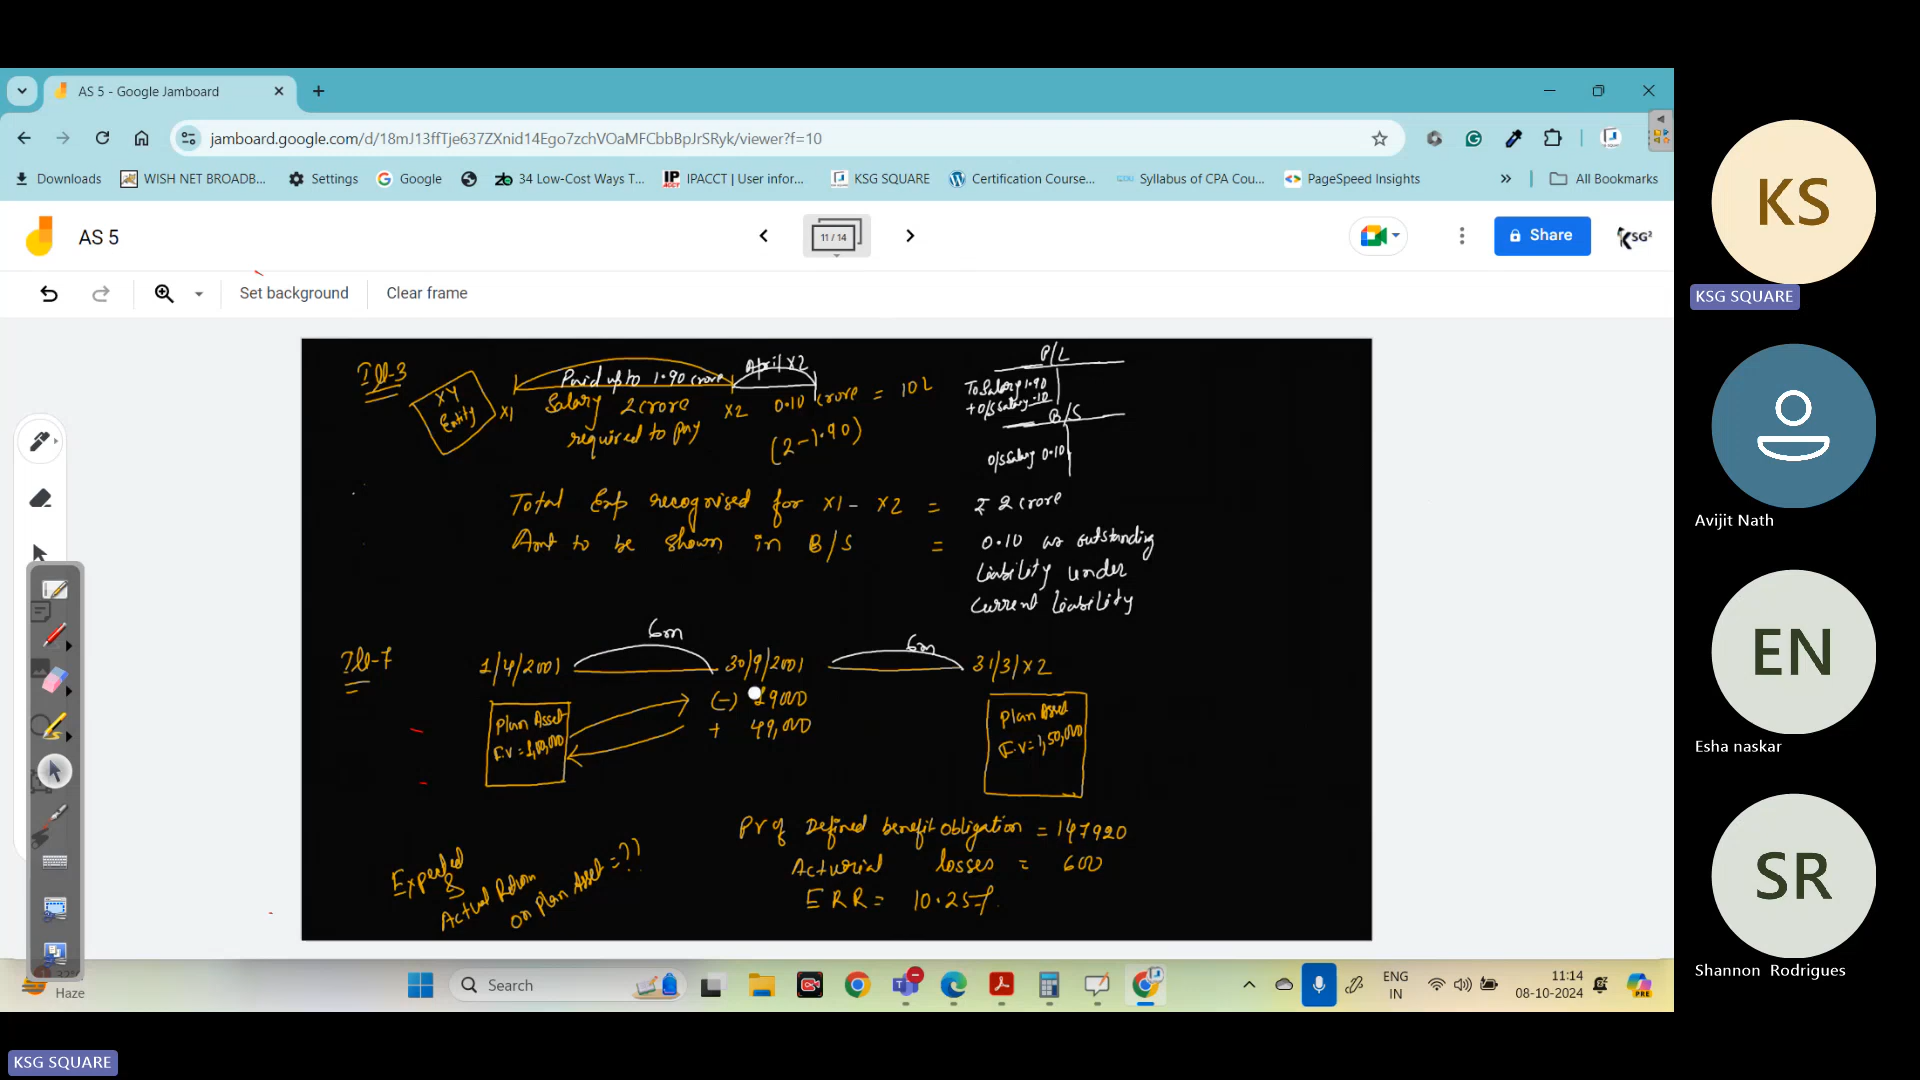 AS 5 - Google Jamboard
jamboard.google.com/d/18mJ13ffTje637ZXnid14Ego7zchVOaMFCbbBpJrSRyk/viewer?f=10
Downloads WISH NET BROADB... Settings Google 34 Low-Cost Ways T... IPACCT | User infor... KSG SQUARE Certification Course... Syllabus of CPA Cou... PageSpeed Insights » All Bookmarks
AS 5 11 / 14 Share KSG²
Set background Clear frame
Ill-3
XY Entity
X1
Paid up to 1.90 crore
April X2
Salary 2 crore X2 0.10 crore = 10 L
required to pay (2-1.90)
P/L
To Salary 1.90
+ O/s Salary .10
B/S
O/s Salary 0.10
Total Exp recognised for X1 - X2 = ₹ 2 crore
Amt to be shown in B/S = 0.10 as outstanding
Liability under
Current liability
Ill-7
6m 6m
1/4/2001 30/9/2001 31/3/X2
(-) 19000
+ 49,000
Plan Asset
F.V = 1,00,000
Plan Asset
F.V = 1,50,000
Pv of Defined benefit obligation = 147920
Acturial losses = 600
ERR = 10.25%
Expected
&
Actual Return
on plan Asset = ??
Haze
Search
ENG
IN
11:14
08-10-2024
PRE
KS
KSG SQUARE
Avijit Nath
EN
Esha naskar
SR
Shannon Rodrigues
KSG SQUARE